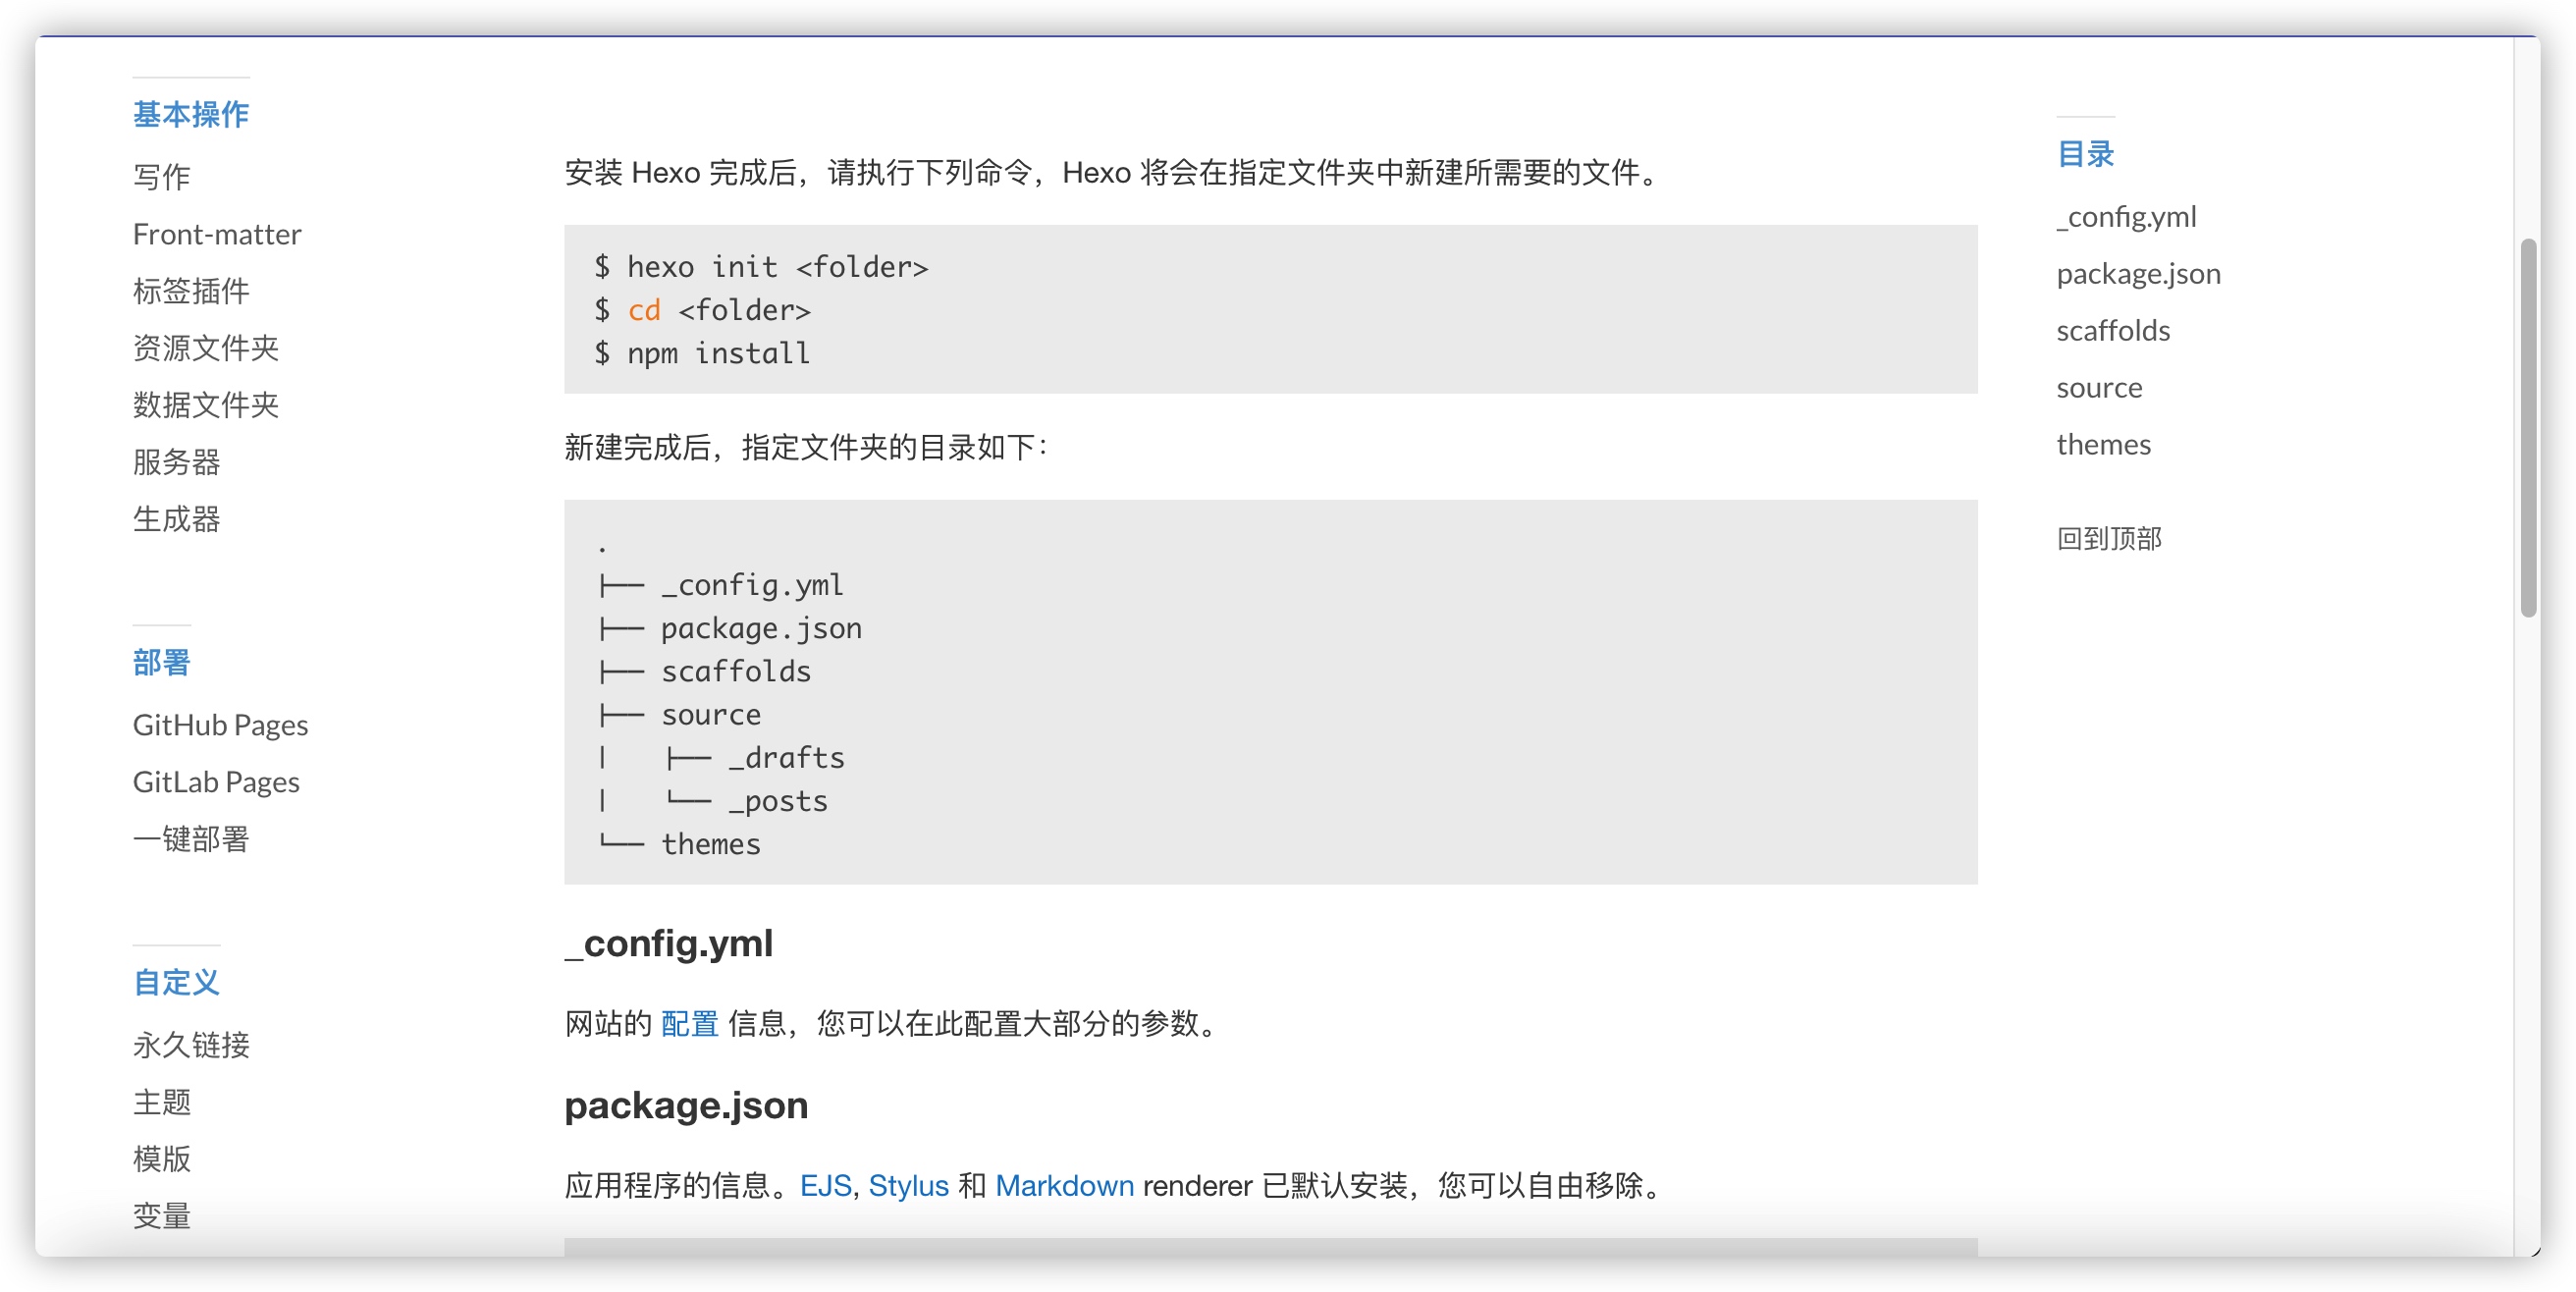 基本操作
写作
Front-matter
标签插件
资源文件夹
数据文件夹
服务器
生成器
部署
GitHub Pages
GitLab Pages
一键部署
自定义
永久链接
主题
模版
变量
安装 Hexo 完成后，请执行下列命令，Hexo 将会在指定文件夹中新建所需要的文件。
$ hexo init <folder>
$ cd <folder>
$ npm install
新建完成后，指定文件夹的目录如下：
.
├── _config.yml
├── package.json
├── scaffolds
├── source
|   ├── _drafts
|   └── _posts
└── themes
_config.yml
网站的 配置 信息，您可以在此配置大部分的参数。
package.json
应用程序的信息。EJS, Stylus 和 Markdown renderer 已默认安装，您可以自由移除。
目录
_config.yml
package.json
scaffolds
source
themes
回到顶部